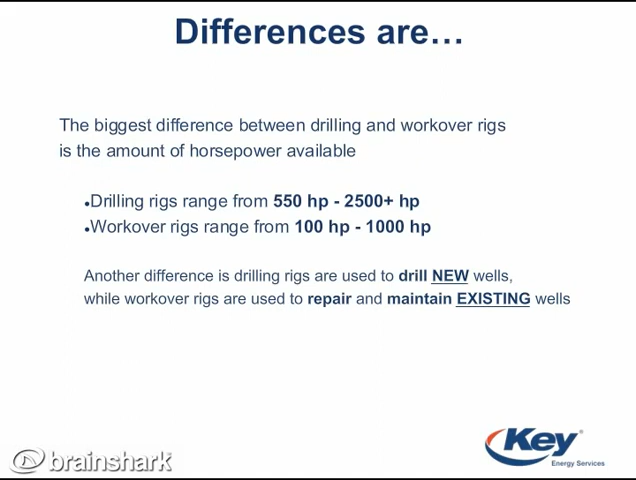 Differences are…
The biggest difference between drilling and workover rigs
is the amount of horsepower available
•Drilling rigs range from 550 hp - 2500+ hp
•Workover rigs range from 100 hp - 1000 hp
Another difference is drilling rigs are used to drill NEW wells,
while workover rigs are used to repair and maintain EXISTING wells
Key®
Energy Services
brainshark